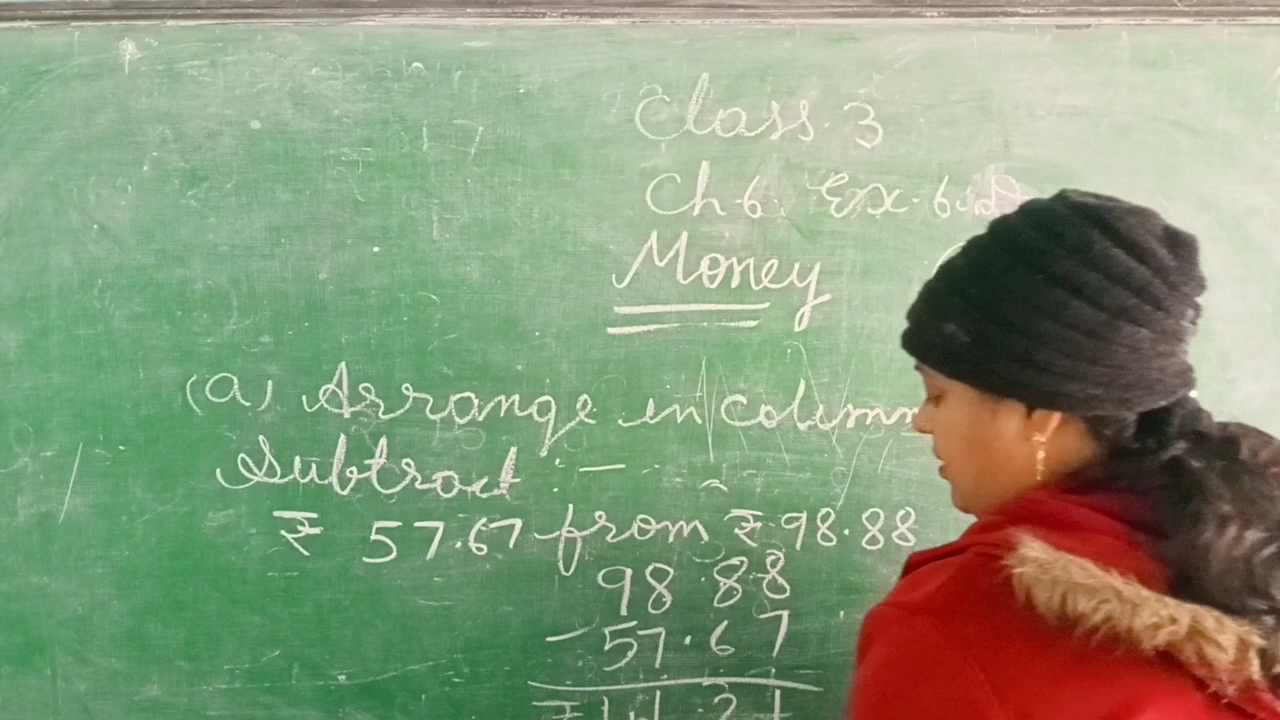 Class. 3
Ch-6. Ex. 6.
Money
(a) Arrange in column
Subtract : —
₹ 57.67 from ₹ 98.88
98 88
- 57.67